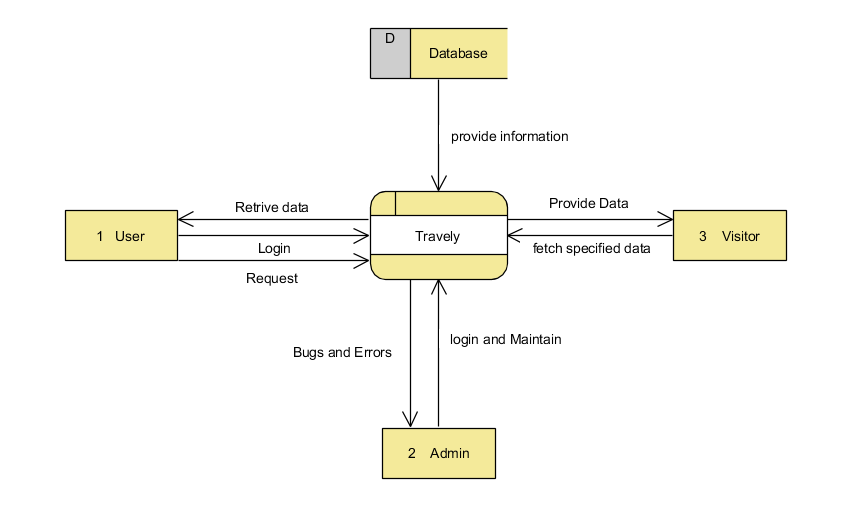 D
Database
provide information
Retrive data
Provide Data
1 User
Travely
3 Visitor
Login
fetch specified data
Request
login and Maintain
Bugs and Errors
2 Admin